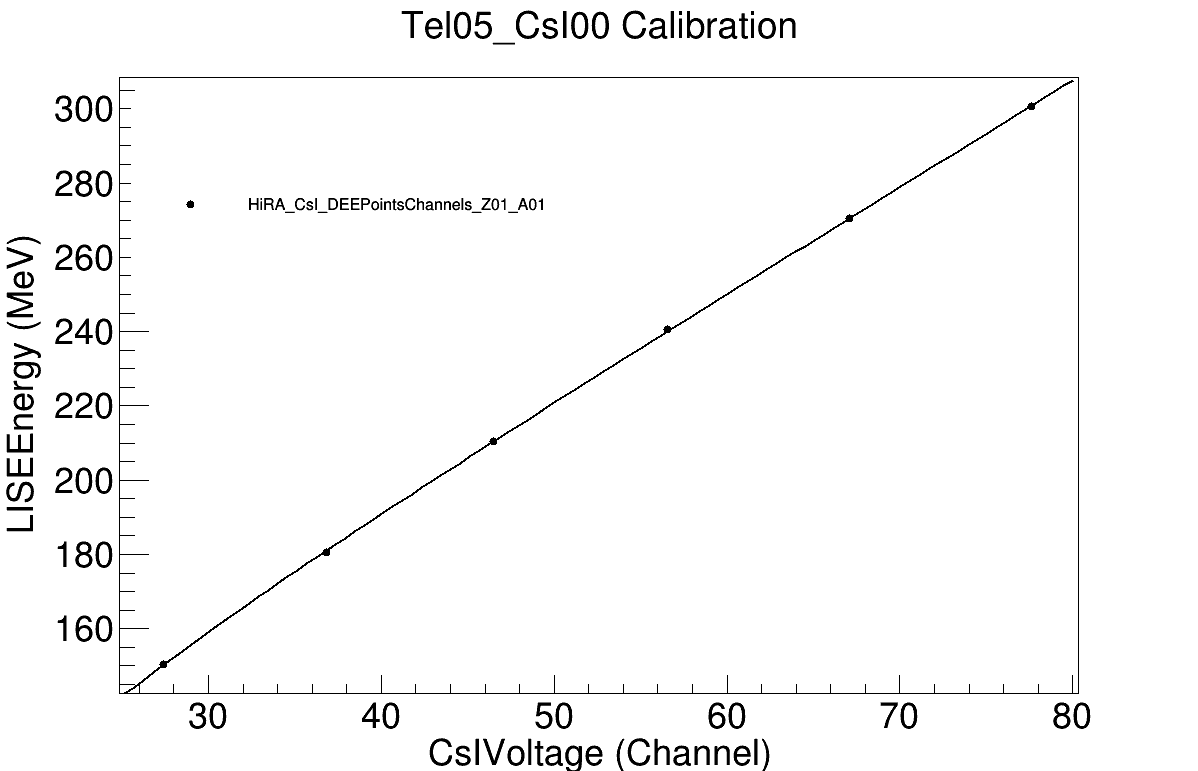 Tel05_CsI00 Calibration
300
280
260
240
220
200
180
160
HiRA_CsI_DEEPointsChannels_Z01_A01
LISEEnergy (MeV)
30 40 50 60 70 80
CsIVoltage (Channel)